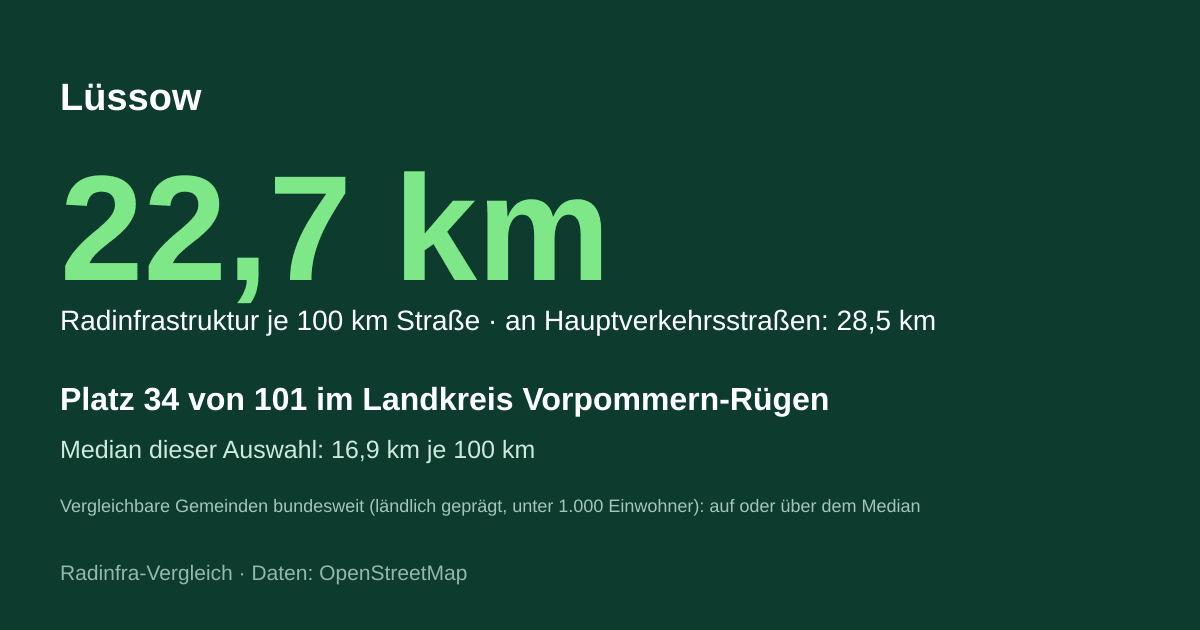 Lüssow
22,7 km
Radinfrastruktur je 100 km Straße · an Hauptverkehrsstraßen: 28,5 km
Platz 34 von 101 im Landkreis Vorpommern-Rügen
Median dieser Auswahl: 16,9 km je 100 km
Vergleichbare Gemeinden bundesweit (ländlich geprägt, unter 1.000 Einwohner): auf oder über dem Median
Radinfra-Vergleich · Daten: OpenStreetMap